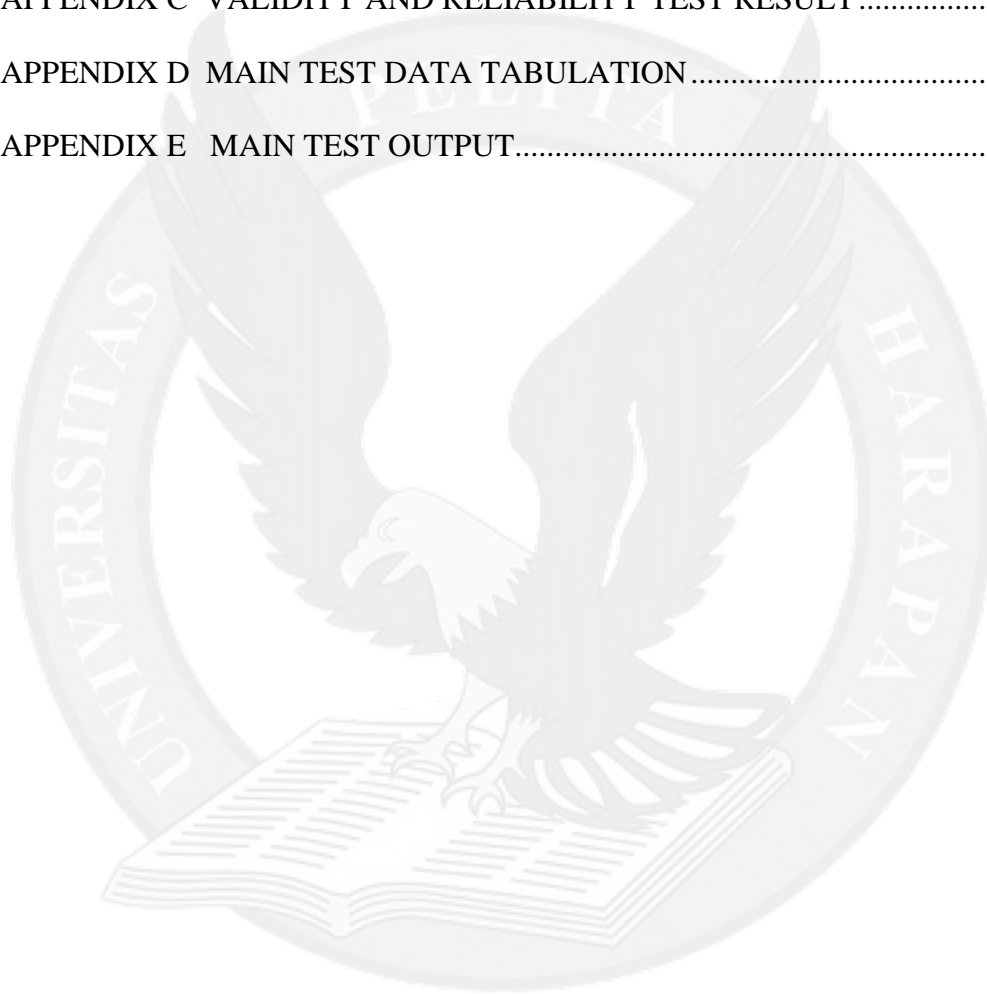 APPENDIX C VALIDITY AND RELIABILITY TEST RESULT................
APPENDIX D MAIN TEST DATA TABULATION...................................
APPENDIX E MAIN TEST OUTPUT.........................................................
UNIVERSITAS PELITA HARAPAN